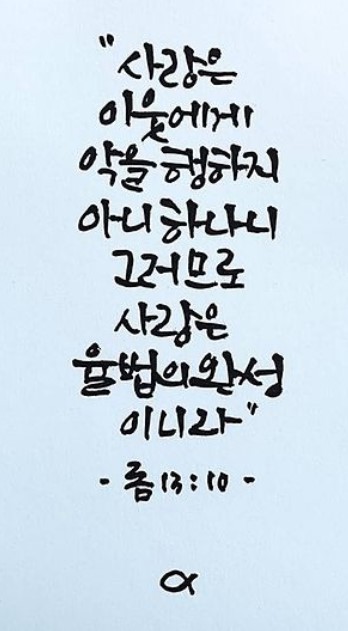 "사랑은
이웃에게
악을 행하지
아니하나니
그러므로
사랑은
율법의 완성
이니라"
- 롬 13:10 -
α